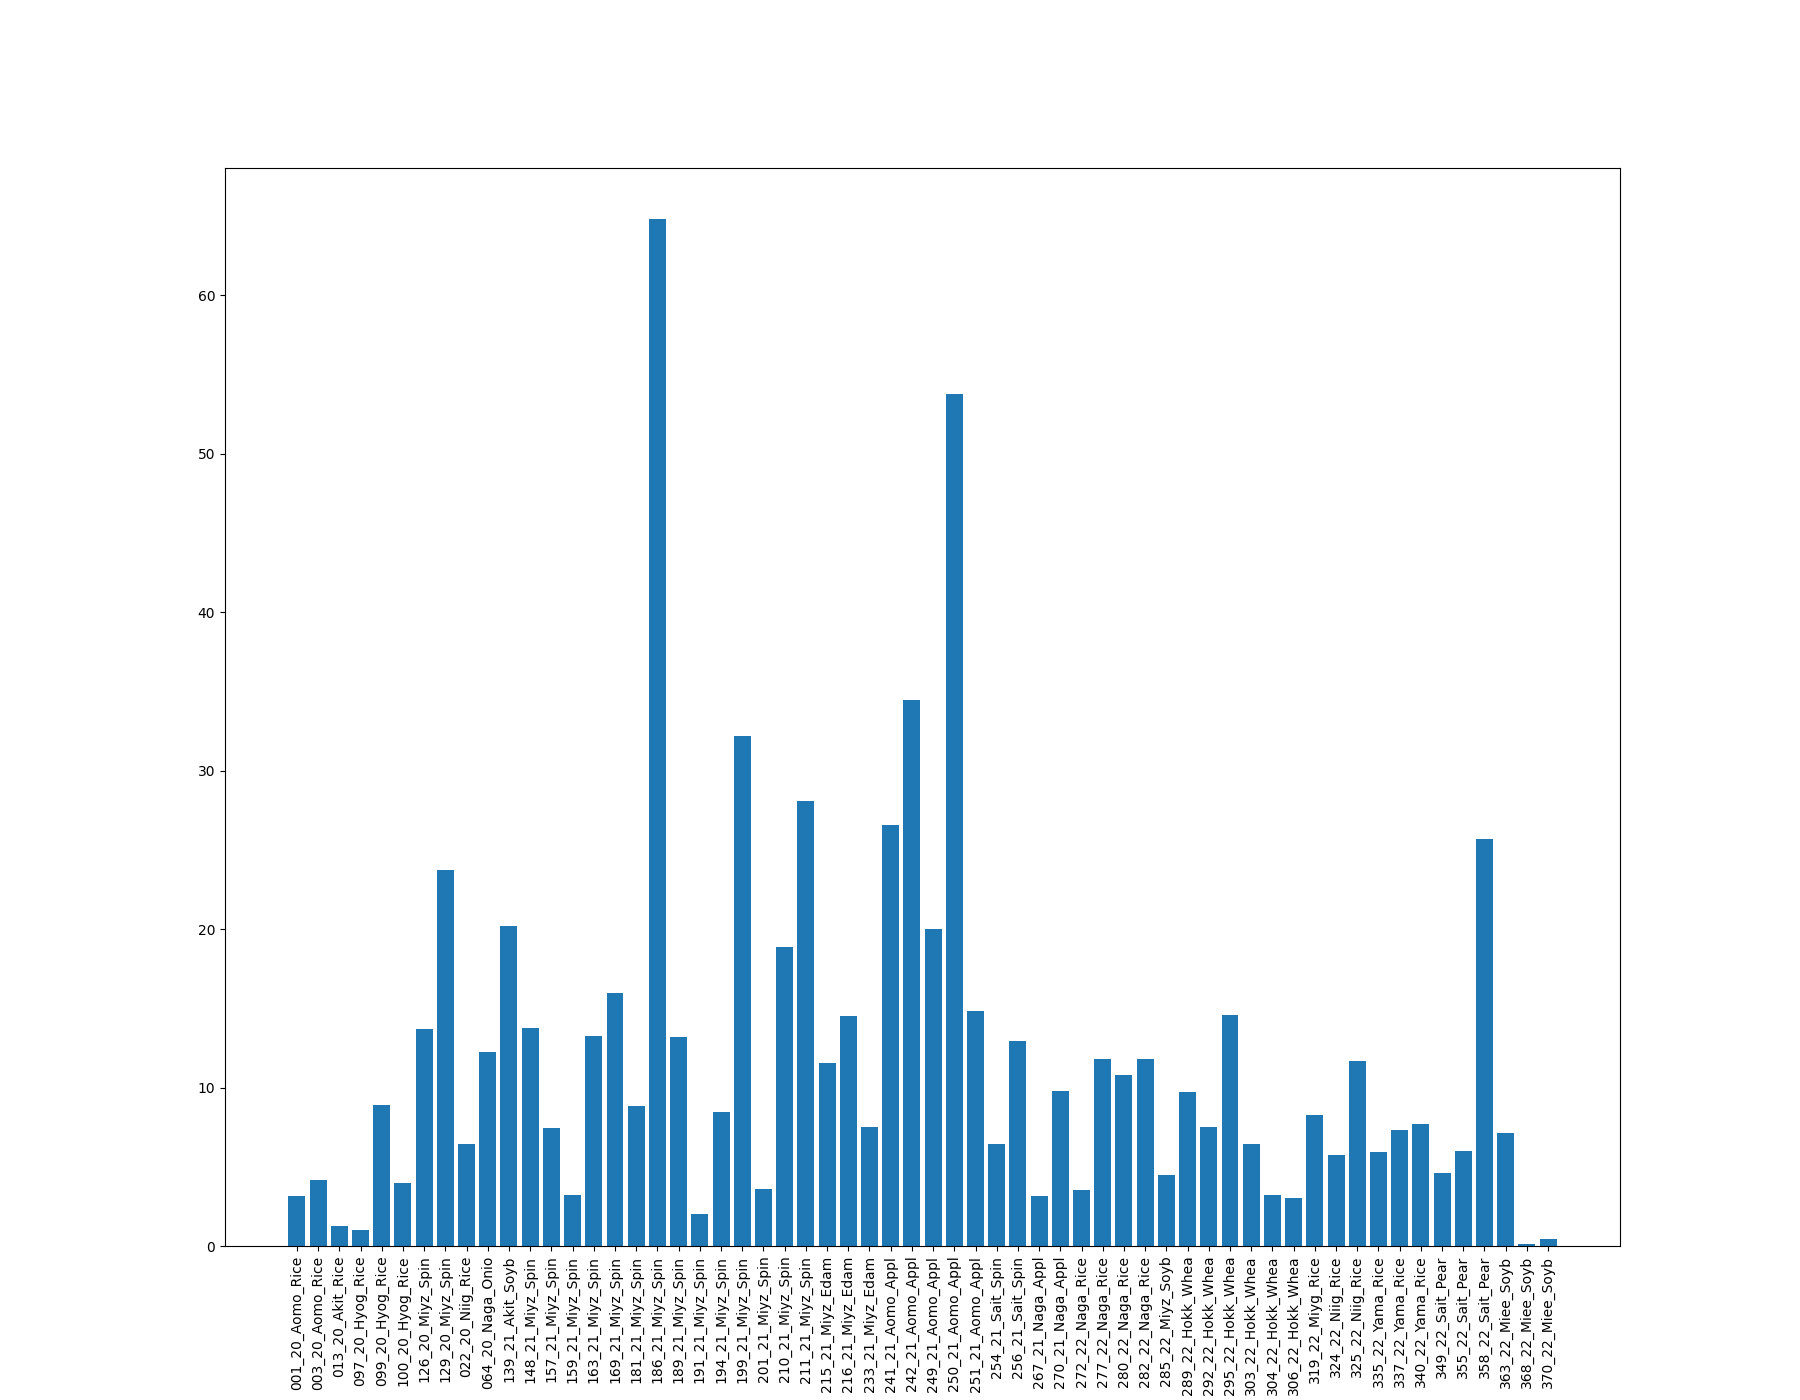 60
50
40
30
20
10
0
001_20_Aomo_Rice
003_20_Aomo_Rice
013_20_Akit_Rice
097_20_Hyog_Rice
099_20_Hyog_Rice
100_20_Hyog_Rice
126_20_Miyz_Spin
129_20_Miyz_Spin
022_20_Niig_Rice
064_20_Naga_Onio
139_21_Akit_Soyb
148_21_Miyz_Spin
157_21_Miyz_Spin
159_21_Miyz_Spin
163_21_Miyz_Spin
169_21_Miyz_Spin
181_21_Miyz_Spin
186_21_Miyz_Spin
189_21_Miyz_Spin
191_21_Miyz_Spin
194_21_Miyz_Spin
199_21_Miyz_Spin
201_21_Miyz_Spin
210_21_Miyz_Spin
211_21_Miyz_Spin
215_21_Miyz_Edam
216_21_Miyz_Edam
233_21_Miyz_Edam
241_21_Aomo_Appl
242_21_Aomo_Appl
249_21_Aomo_Appl
250_21_Aomo_Appl
251_21_Aomo_Appl
254_21_Sait_Spin
256_21_Sait_Spin
267_21_Naga_Appl
270_21_Naga_Appl
272_22_Naga_Rice
277_22_Naga_Rice
280_22_Naga_Rice
282_22_Naga_Rice
285_22_Miyz_Soyb
289_22_Hokk_Whea
292_22_Hokk_Whea
295_22_Hokk_Whea
303_22_Hokk_Whea
304_22_Hokk_Whea
306_22_Hokk_Whea
319_22_Miyg_Rice
324_22_Niig_Rice
325_22_Niig_Rice
335_22_Yama_Rice
337_22_Yama_Rice
340_22_Yama_Rice
349_22_Sait_Pear
355_22_Sait_Pear
358_22_Sait_Pear
363_22_Miee_Soyb
368_22_Miee_Soyb
370_22_Miee_Soyb